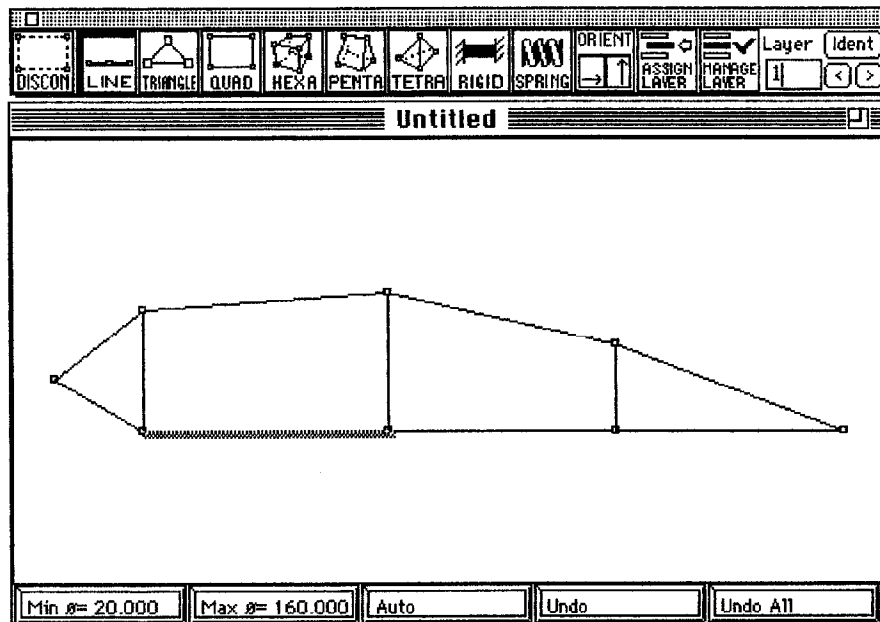 DISCON LINE TRIANGLE QUAD HEXA PENTA TETRA RIGID SPRING ORIENT ASSIGN LAYER MANAGE LAYER Layer Ident
1 < >
Untitled
Min ø= 20.000 Max ø= 160.000 Auto Undo Undo All